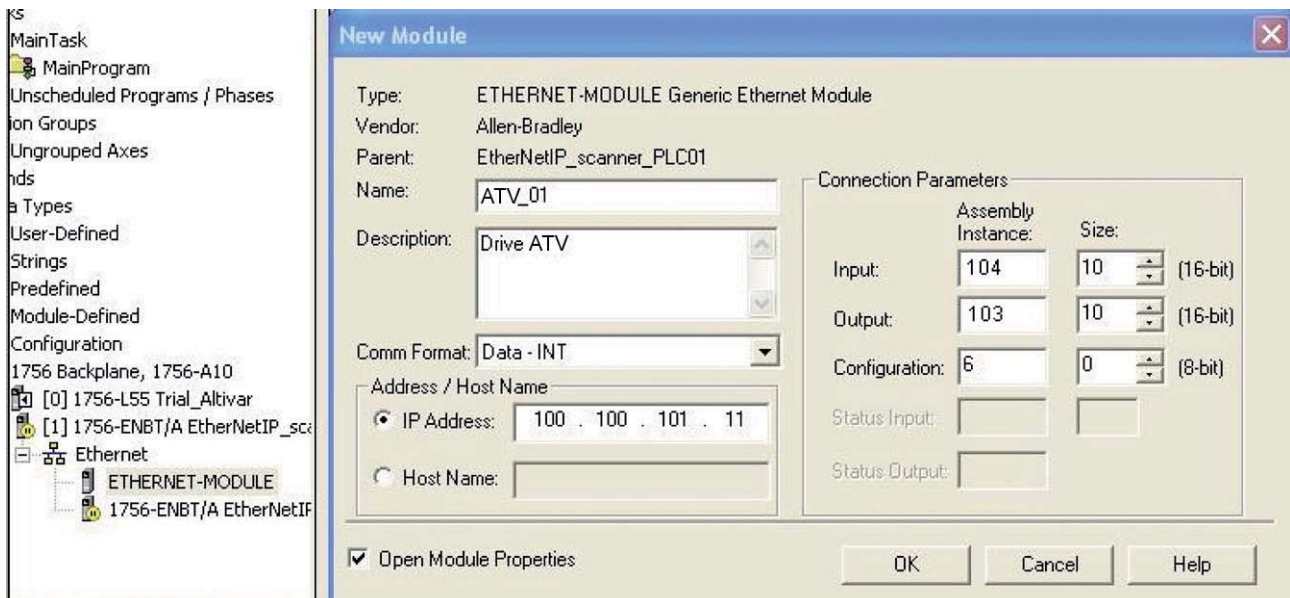 MainTask
MainProgram
Unscheduled Programs / Phases
ion Groups
Ungrouped Axes
nds
a Types
User-Defined
Strings
Predefined
Module-Defined
Configuration
1756 Backplane, 1756-A10
[0] 1756-L55 Trial_Altivar
[1] 1756-ENBT/A EtherNetIP_sca
Ethernet
ETHERNET-MODULE
1756-ENBT/A EtherNetIP
New Module
Type: ETHERNET-MODULE Generic Ethernet Module
Vendor: Allen-Bradley
Parent: EtherNetIP_scanner_PLC01
Name: ATV_01
Description: Drive ATV
Comm Format: Data - INT
Address / Host Name
IP Address: 100 . 100 . 101 . 11
Host Name:
Connection Parameters
Assembly
Instance: Size:
Input: 104 10 (16-bit)
Output: 103 10 (16-bit)
Configuration: 6 0 (8-bit)
Status Input:
Status Output:
Open Module Properties
OK Cancel Help